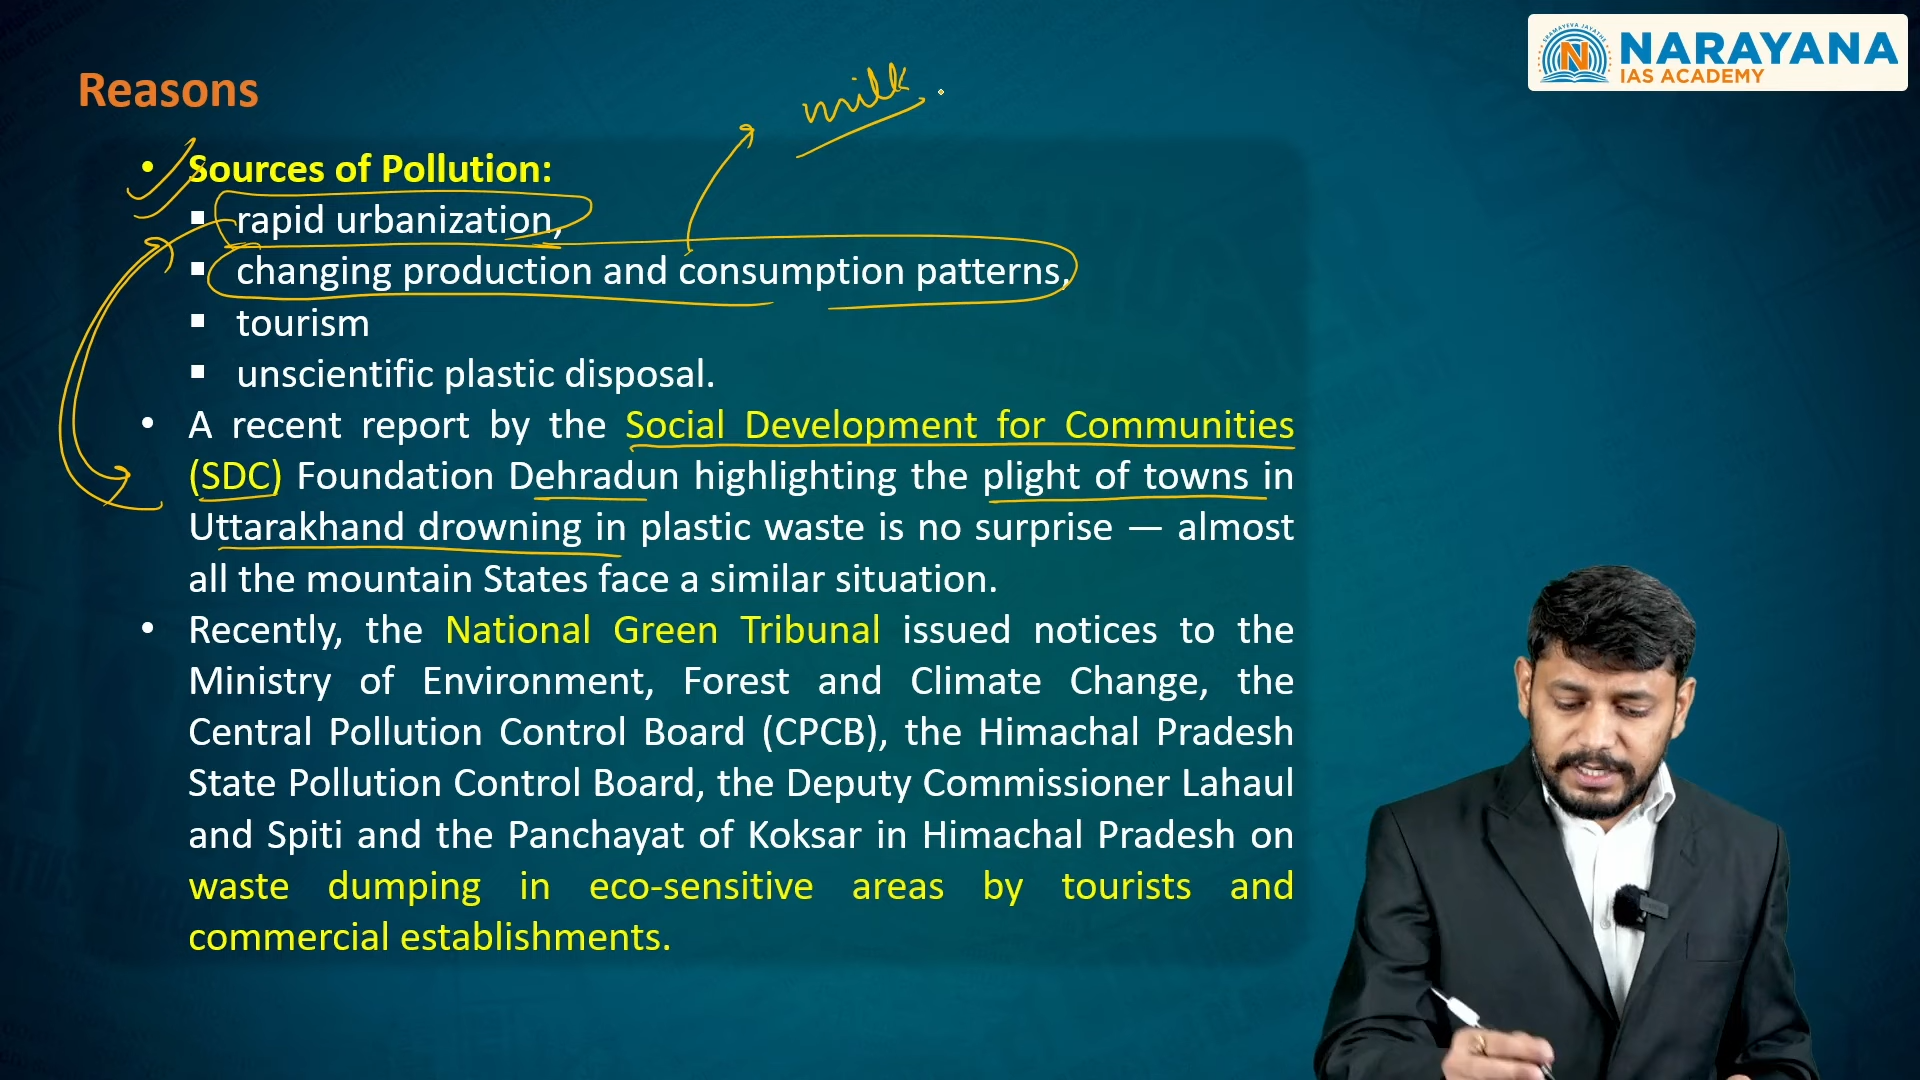 NARAYANA
IAS ACADEMY
Reasons
milk
• Sources of Pollution:
▪ rapid urbanization,
▪ changing production and consumption patterns,
▪ tourism
▪ unscientific plastic disposal.
• A recent report by the Social Development for Communities
(SDC) Foundation Dehradun highlighting the plight of towns in
Uttarakhand drowning in plastic waste is no surprise — almost
all the mountain States face a similar situation.
• Recently, the National Green Tribunal issued notices to the
Ministry of Environment, Forest and Climate Change, the
Central Pollution Control Board (CPCB), the Himachal Pradesh
State Pollution Control Board, the Deputy Commissioner Lahaul
and Spiti and the Panchayat of Koksar in Himachal Pradesh on
waste dumping in eco-sensitive areas by tourists and
commercial establishments.